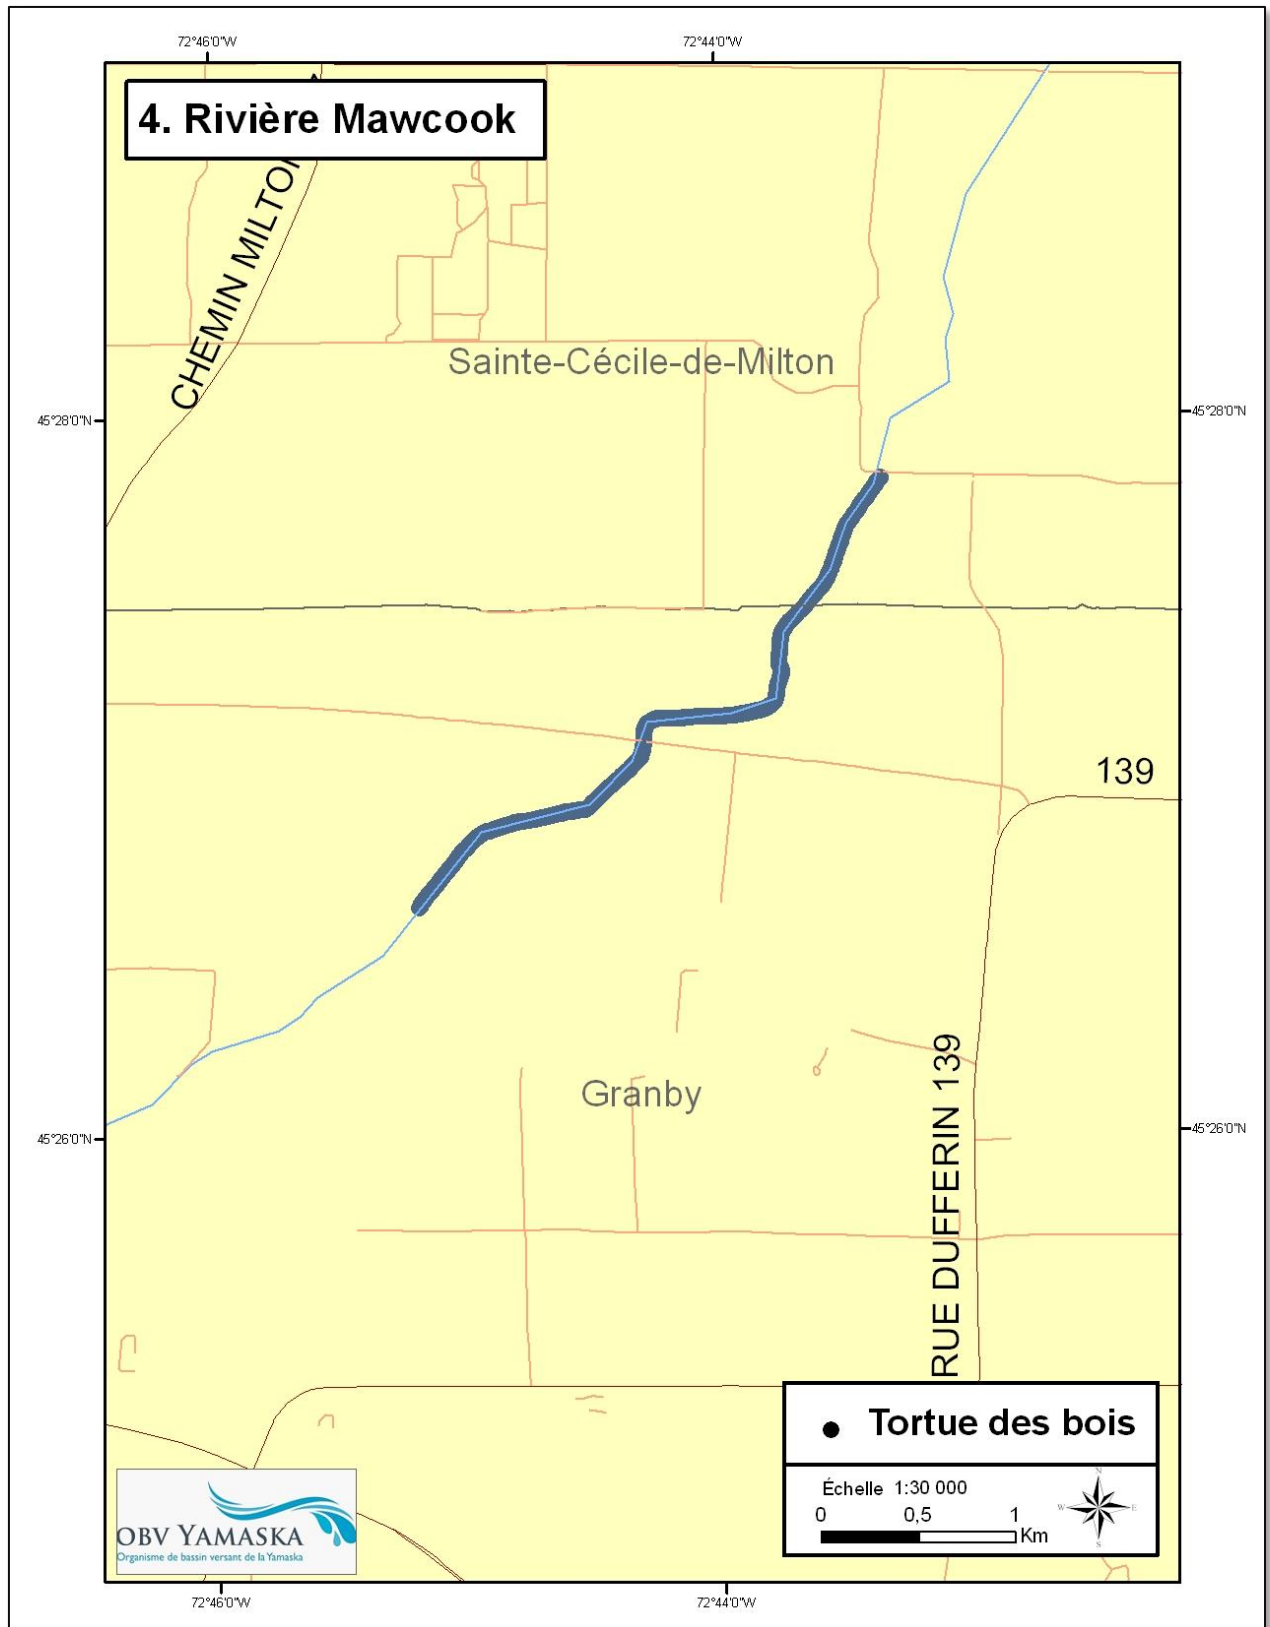 72°46'0"W
72°44'0"W
4. Rivière Mawcook
CHEMIN MILTON
Sainte-Cécile-de-Milton
45°28'0"N
45°28'0"N
139
Granby
RUE DUFFERIN 139
45°26'0"N
45°26'0"N
Tortue des bois
Échelle 1:30 000
0 0,5 1
Km
N
W
E
S
OBV YAMASKA
Organisme de bassin versant de la Yamaska
72°46'0"W
72°44'0"W